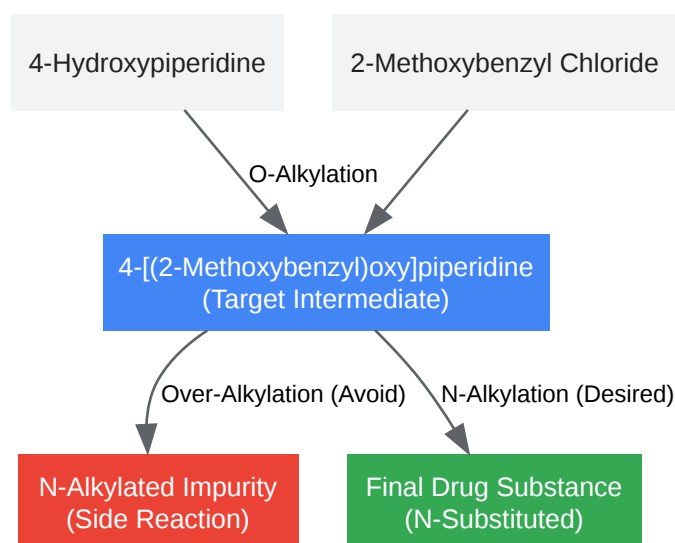 4-Hydroxypiperidine
2-Methoxybenzyl Chloride
O-Alkylation
4-[(2-Methoxybenzyl)oxy]piperidine
(Target Intermediate)
Over-Alkylation (Avoid)
N-Alkylation (Desired)
N-Alkylated Impurity
(Side Reaction)
Final Drug Substance
(N-Substituted)